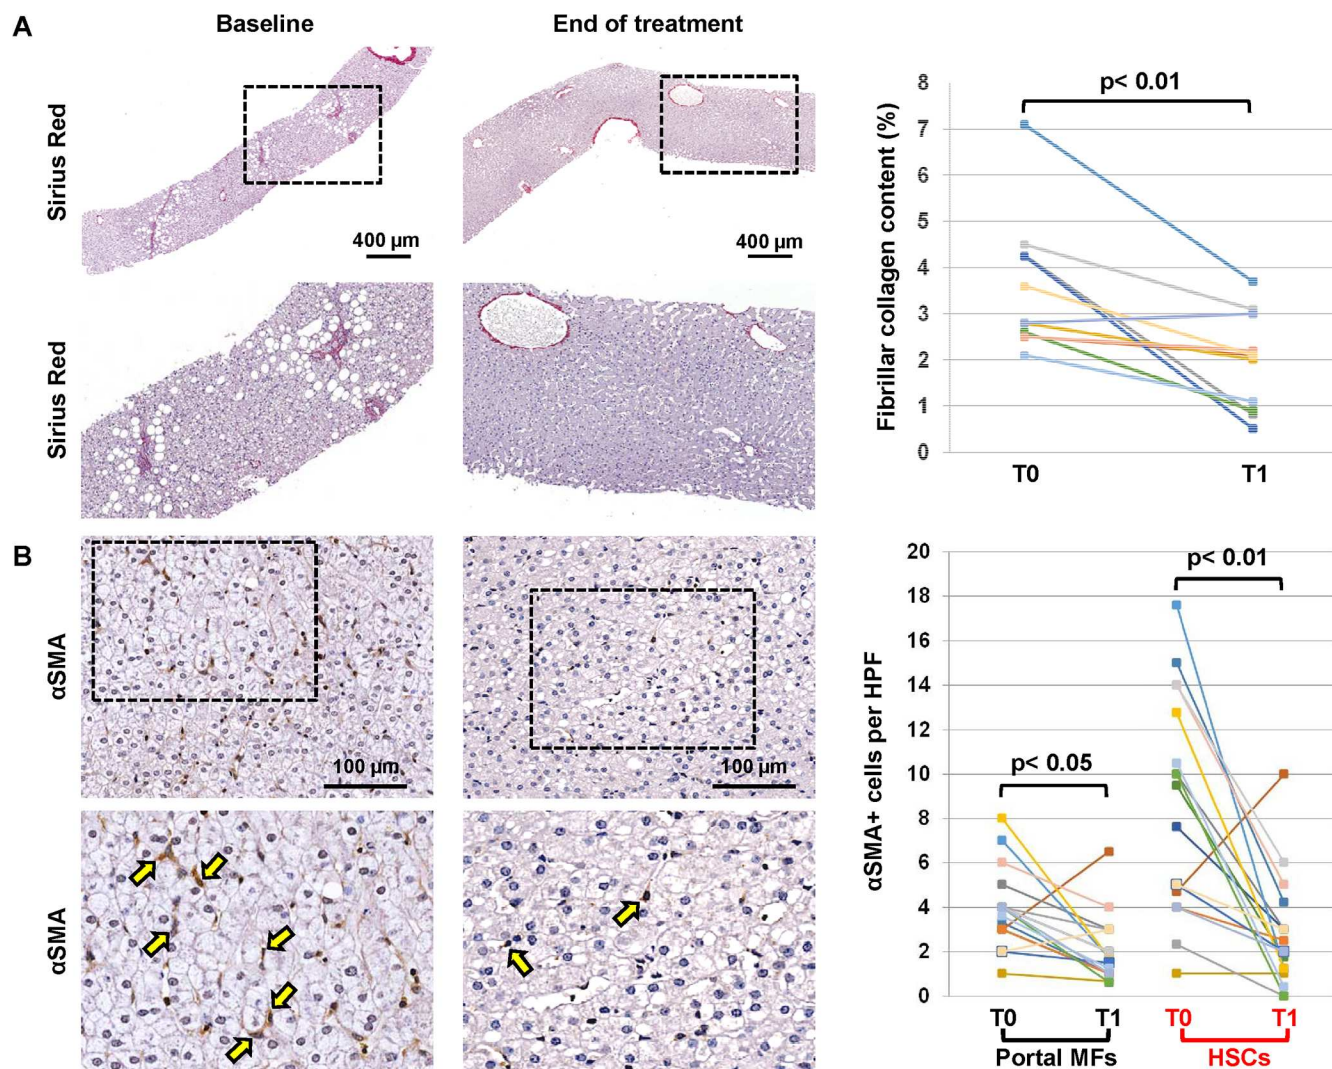 A
Baseline
End of treatment
Sirius Red
400 µm
400 µm
Sirius Red
Fibrillar collagen content (%)
8
7
6
5
4
3
2
1
0
p< 0.01
T0
T1
B
αSMA
100 µm
100 µm
αSMA
αSMA+ cells per HPF
20
18
16
14
12
10
8
6
4
2
0
p< 0.05
p< 0.01
T0 T1 T0 T1
Portal MFs HSCs